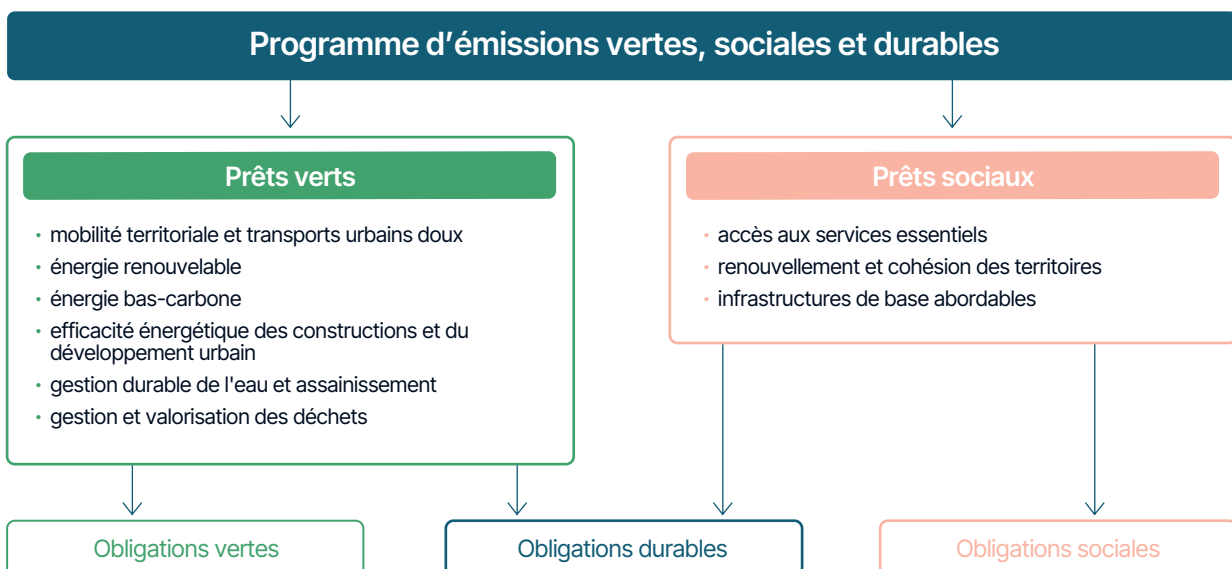 Programme d’émissions vertes, sociales et durables
Prêts verts
• mobilité territoriale et transports urbains doux
• énergie renouvelable
• énergie bas-carbone
• efficacité énergétique des constructions et du
développement urbain
• gestion durable de l'eau et assainissement
• gestion et valorisation des déchets
Prêts sociaux
• accès aux services essentiels
• renouvellement et cohésion des territoires
• infrastructures de base abordables
Obligations vertes
Obligations durables
Obligations sociales